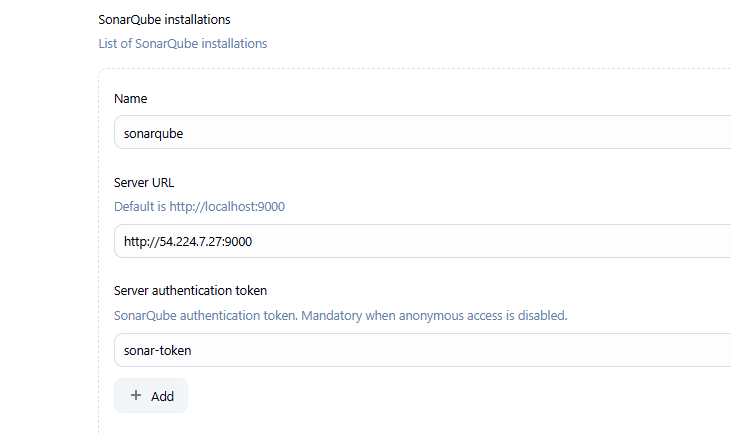 SonarQube installations
List of SonarQube installations
Name
sonarqube
Server URL
Default is http://localhost:9000
http://54.224.7.27:9000
Server authentication token
SonarQube authentication token. Mandatory when anonymous access is disabled.
sonar-token
+ Add